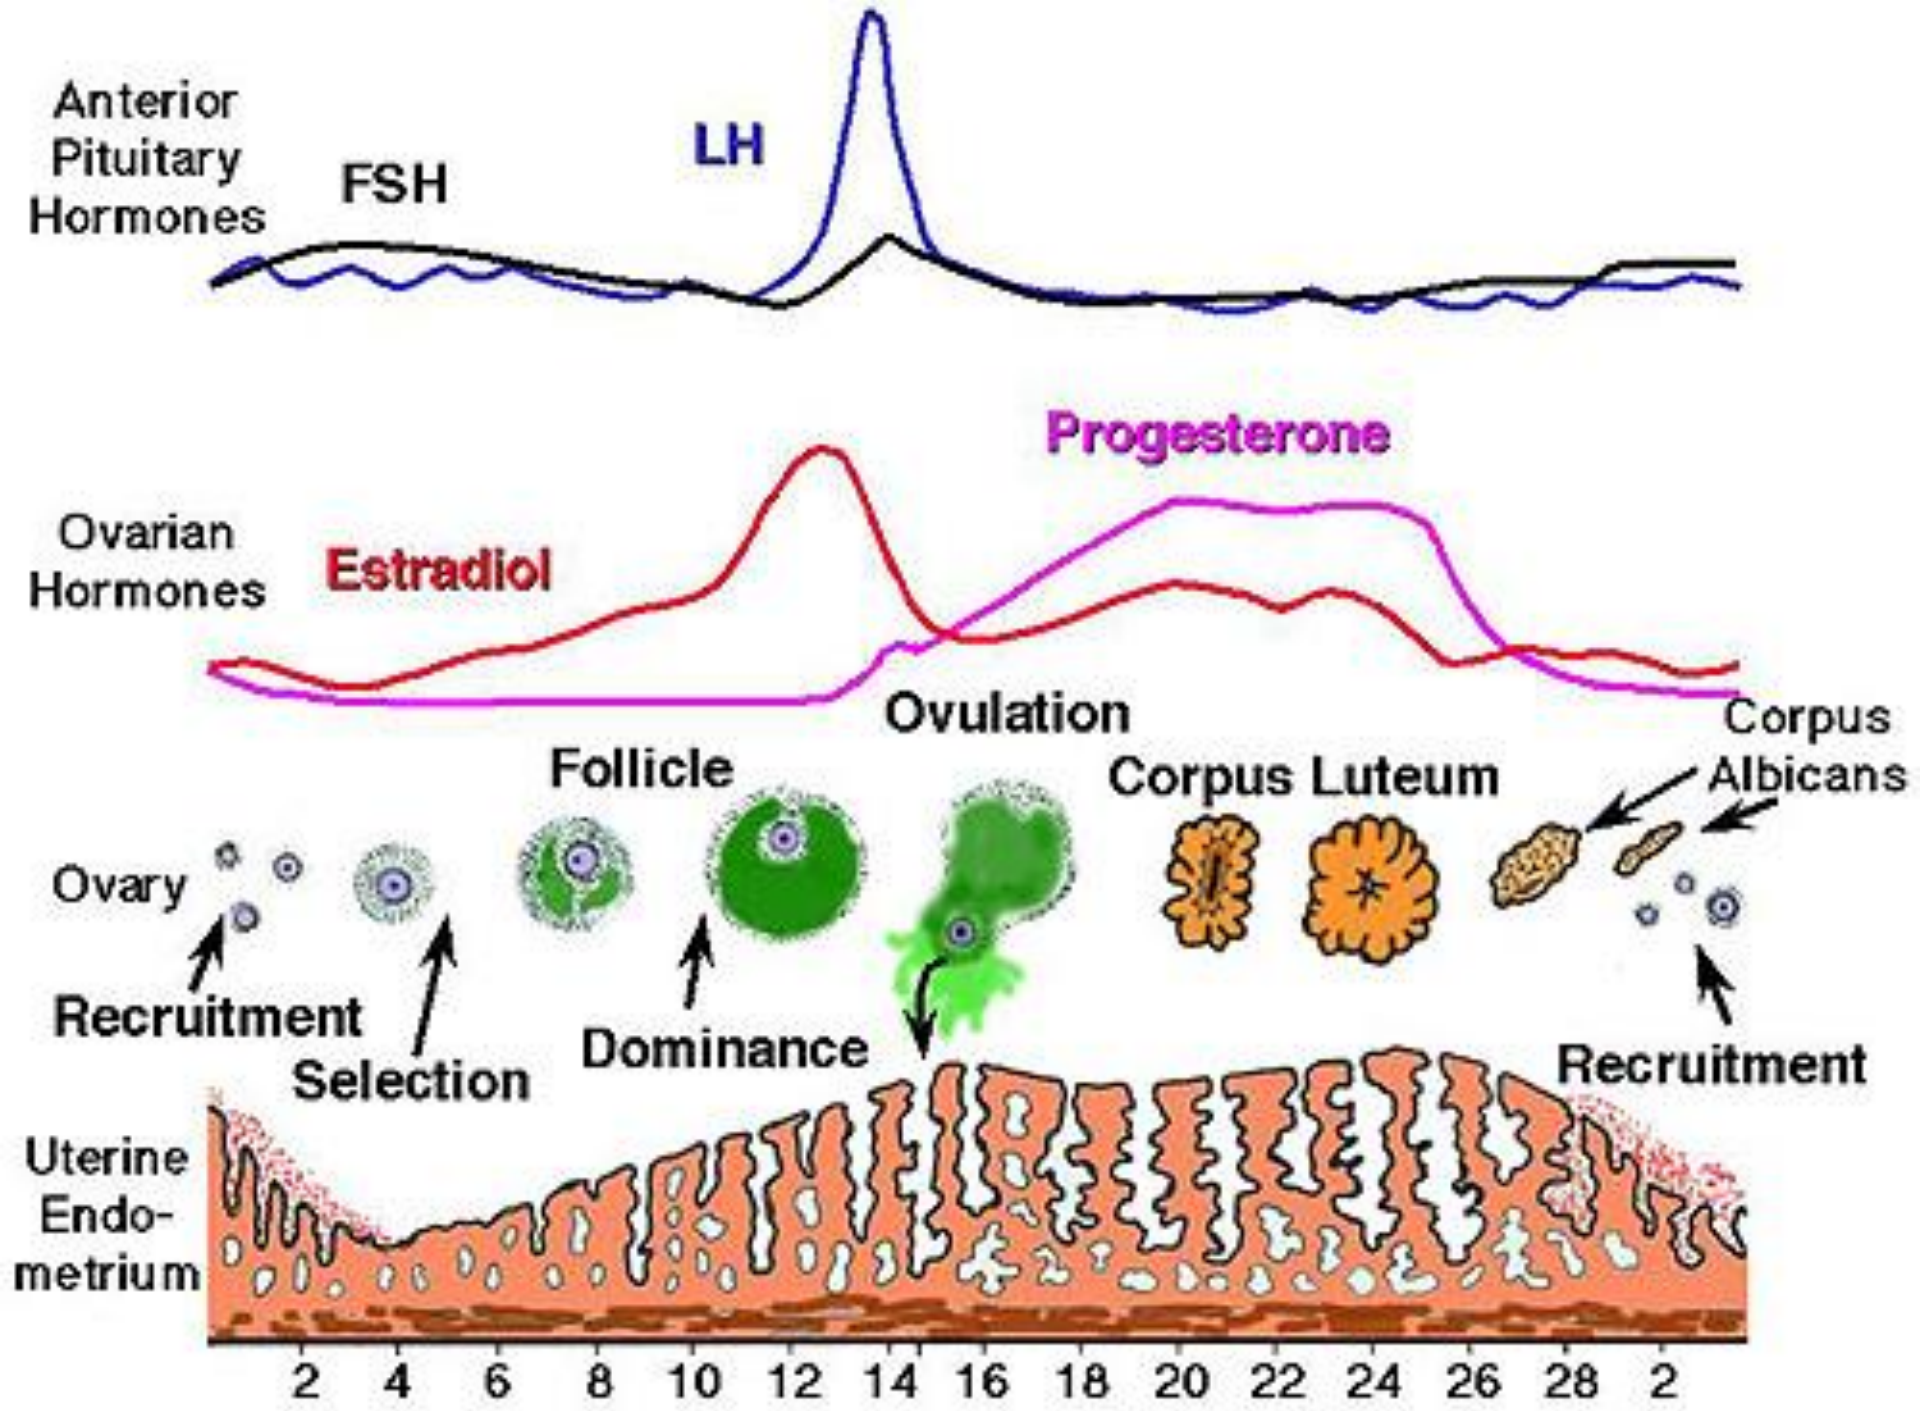 Anterior
Pituitary
Hormones
FSH
LH
Progesterone
Ovarian
Hormones
Estradiol
Ovulation
Corpus
Albicans
Follicle
Corpus Luteum
Ovary
Recruitment
Selection
Dominance
Recruitment
Uterine
Endo-
metrium
2 4 6 8 10 12 14 16 18 20 22 24 26 28 2